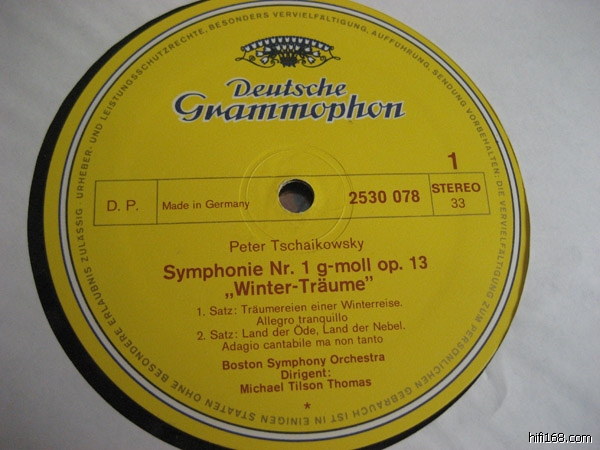 Deutsche
Grammophon
1
D. P.
Made in Germany
2530 078
STEREO
33
Peter Tschaikowsky
Symphonie Nr. 1 g-moll op. 13
„Winter-Träume”
1. Satz: Träumereien einer Winterreise.
Allegro tranquillo
2. Satz: Land der Öde, Land der Nebel.
Adagio cantabile ma non tanto
Boston Symphony Orchestra
Dirigent:
Michael Tilson Thomas
*
URHEBER- UND LEISTUNGSSCHUTZRECHTE, BESONDERS VERVIELFÄLTIGUNG, AUFFÜHRUNG, SENDUNG VORBEHALTEN: DIE VERVIELFÄLTIGUNG ZUM PERSÖNLICHEN GEBRAUCH IST IN EINIGEN STAATEN OHNE BESONDERE ERLAUBNIS ZULÄSSIG ·
hifi168.com